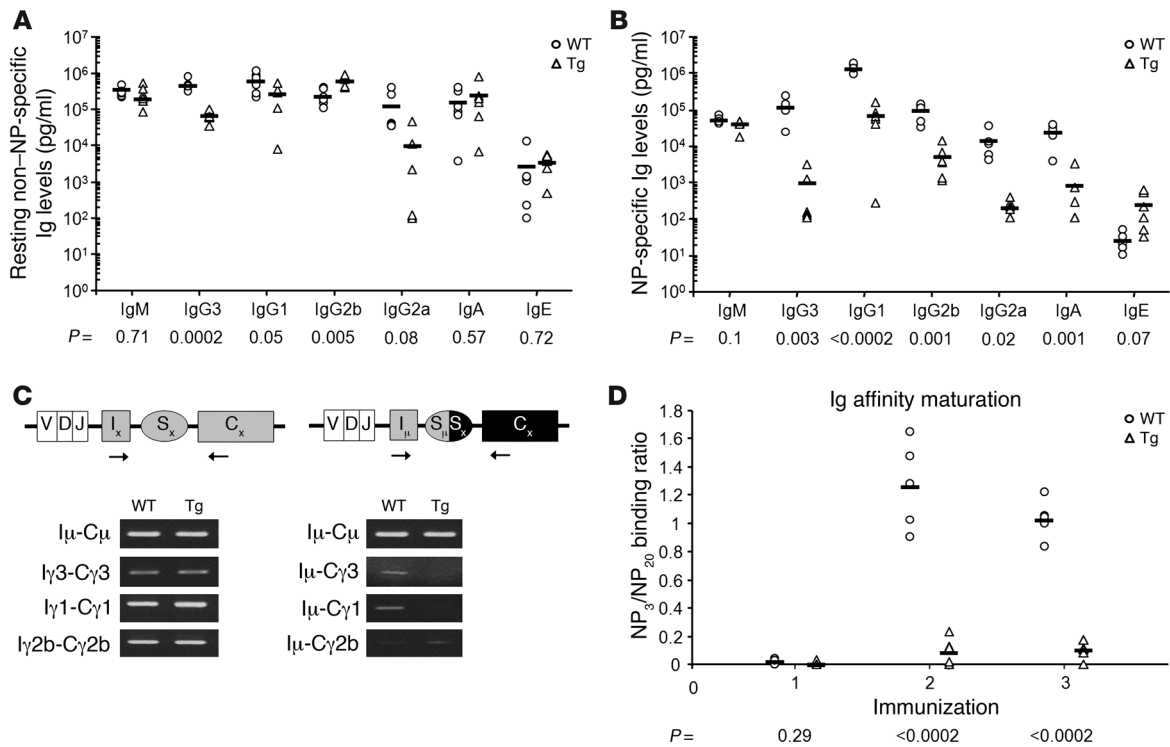 A
Resting non–NP-specific
Ig levels (pg/ml)
10⁷
10⁶
10⁵
10⁴
10³
10²
10¹
10⁰
WT
Tg
IgM IgG3 IgG1 IgG2b IgG2a IgA IgE
P = 0.71 0.0002 0.05 0.005 0.08 0.57 0.72
B
NP-specific Ig levels (pg/ml)
10⁷
10⁶
10⁵
10⁴
10³
10²
10¹
10⁰
WT
Tg
IgM IgG3 IgG1 IgG2b IgG2a IgA IgE
P = 0.1 0.003 <0.0002 0.001 0.02 0.001 0.07
C
V D J Iₓ Sₓ Cₓ
WT Tg
Iμ-Cμ
Iγ3-Cγ3
Iγ1-Cγ1
Iγ2b-Cγ2b
V D J Iμ Sμ Sₓ Cₓ
WT Tg
Iμ-Cμ
Iμ-Cγ3
Iμ-Cγ1
Iμ-Cγ2b
D
Ig affinity maturation
NP₃/NP₂₀ binding ratio
1.8
1.6
1.4
1.2
1
0.8
0.6
0.4
0.2
0
WT
Tg
0 1 2 3
Immunization
P = 0.29 <0.0002 <0.0002